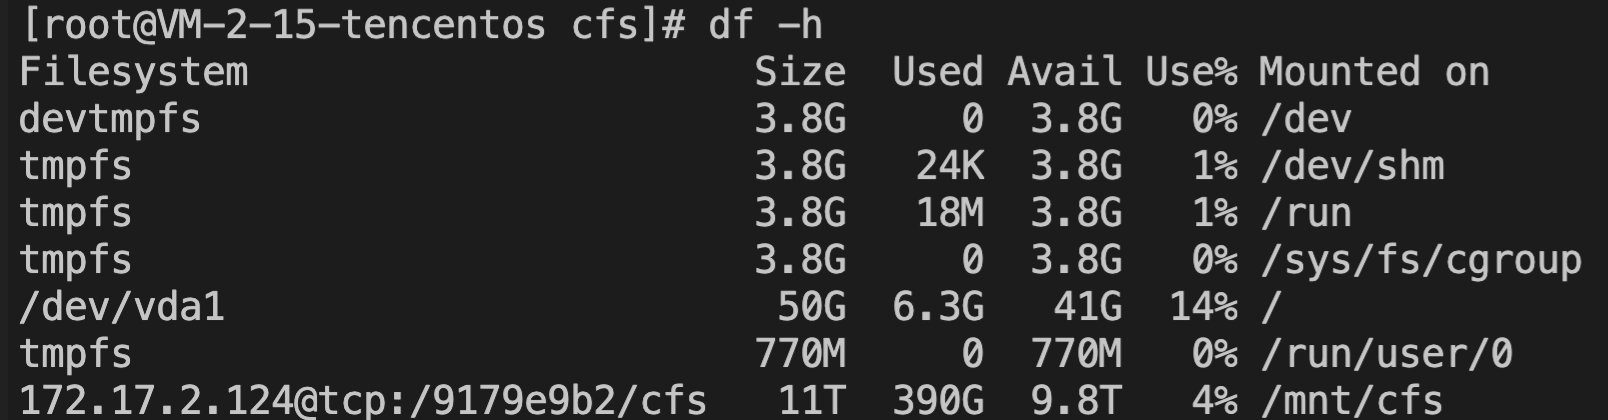 [root@VM-2-15-tencentos cfs]# df -h
Filesystem                      Size  Used Avail Use% Mounted on
devtmpfs                        3.8G     0  3.8G   0% /dev
tmpfs                           3.8G   24K  3.8G   1% /dev/shm
tmpfs                           3.8G   18M  3.8G   1% /run
tmpfs                           3.8G     0  3.8G   0% /sys/fs/cgroup
/dev/vda1                        50G  6.3G   41G  14% /
tmpfs                           770M     0  770M   0% /run/user/0
172.17.2.124@tcp:/9179e9b2/cfs   11T  390G  9.8T   4% /mnt/cfs